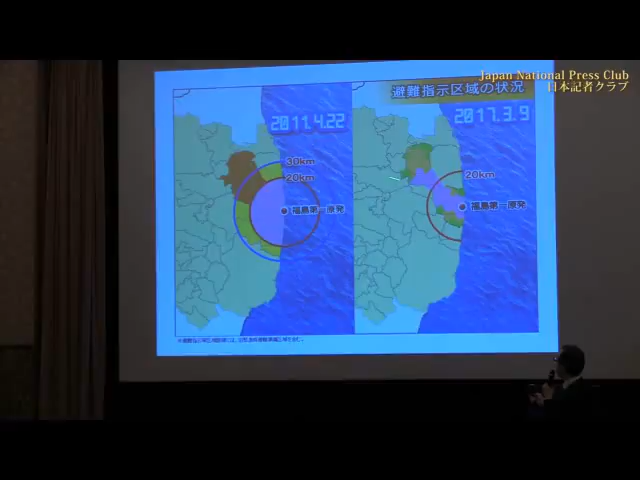 Japan National Press Club
日本記者クラブ
避難指示区域の状況
2011.4.22
30km
20km
福島第一原発
2017.3.9
20km
福島第一原発